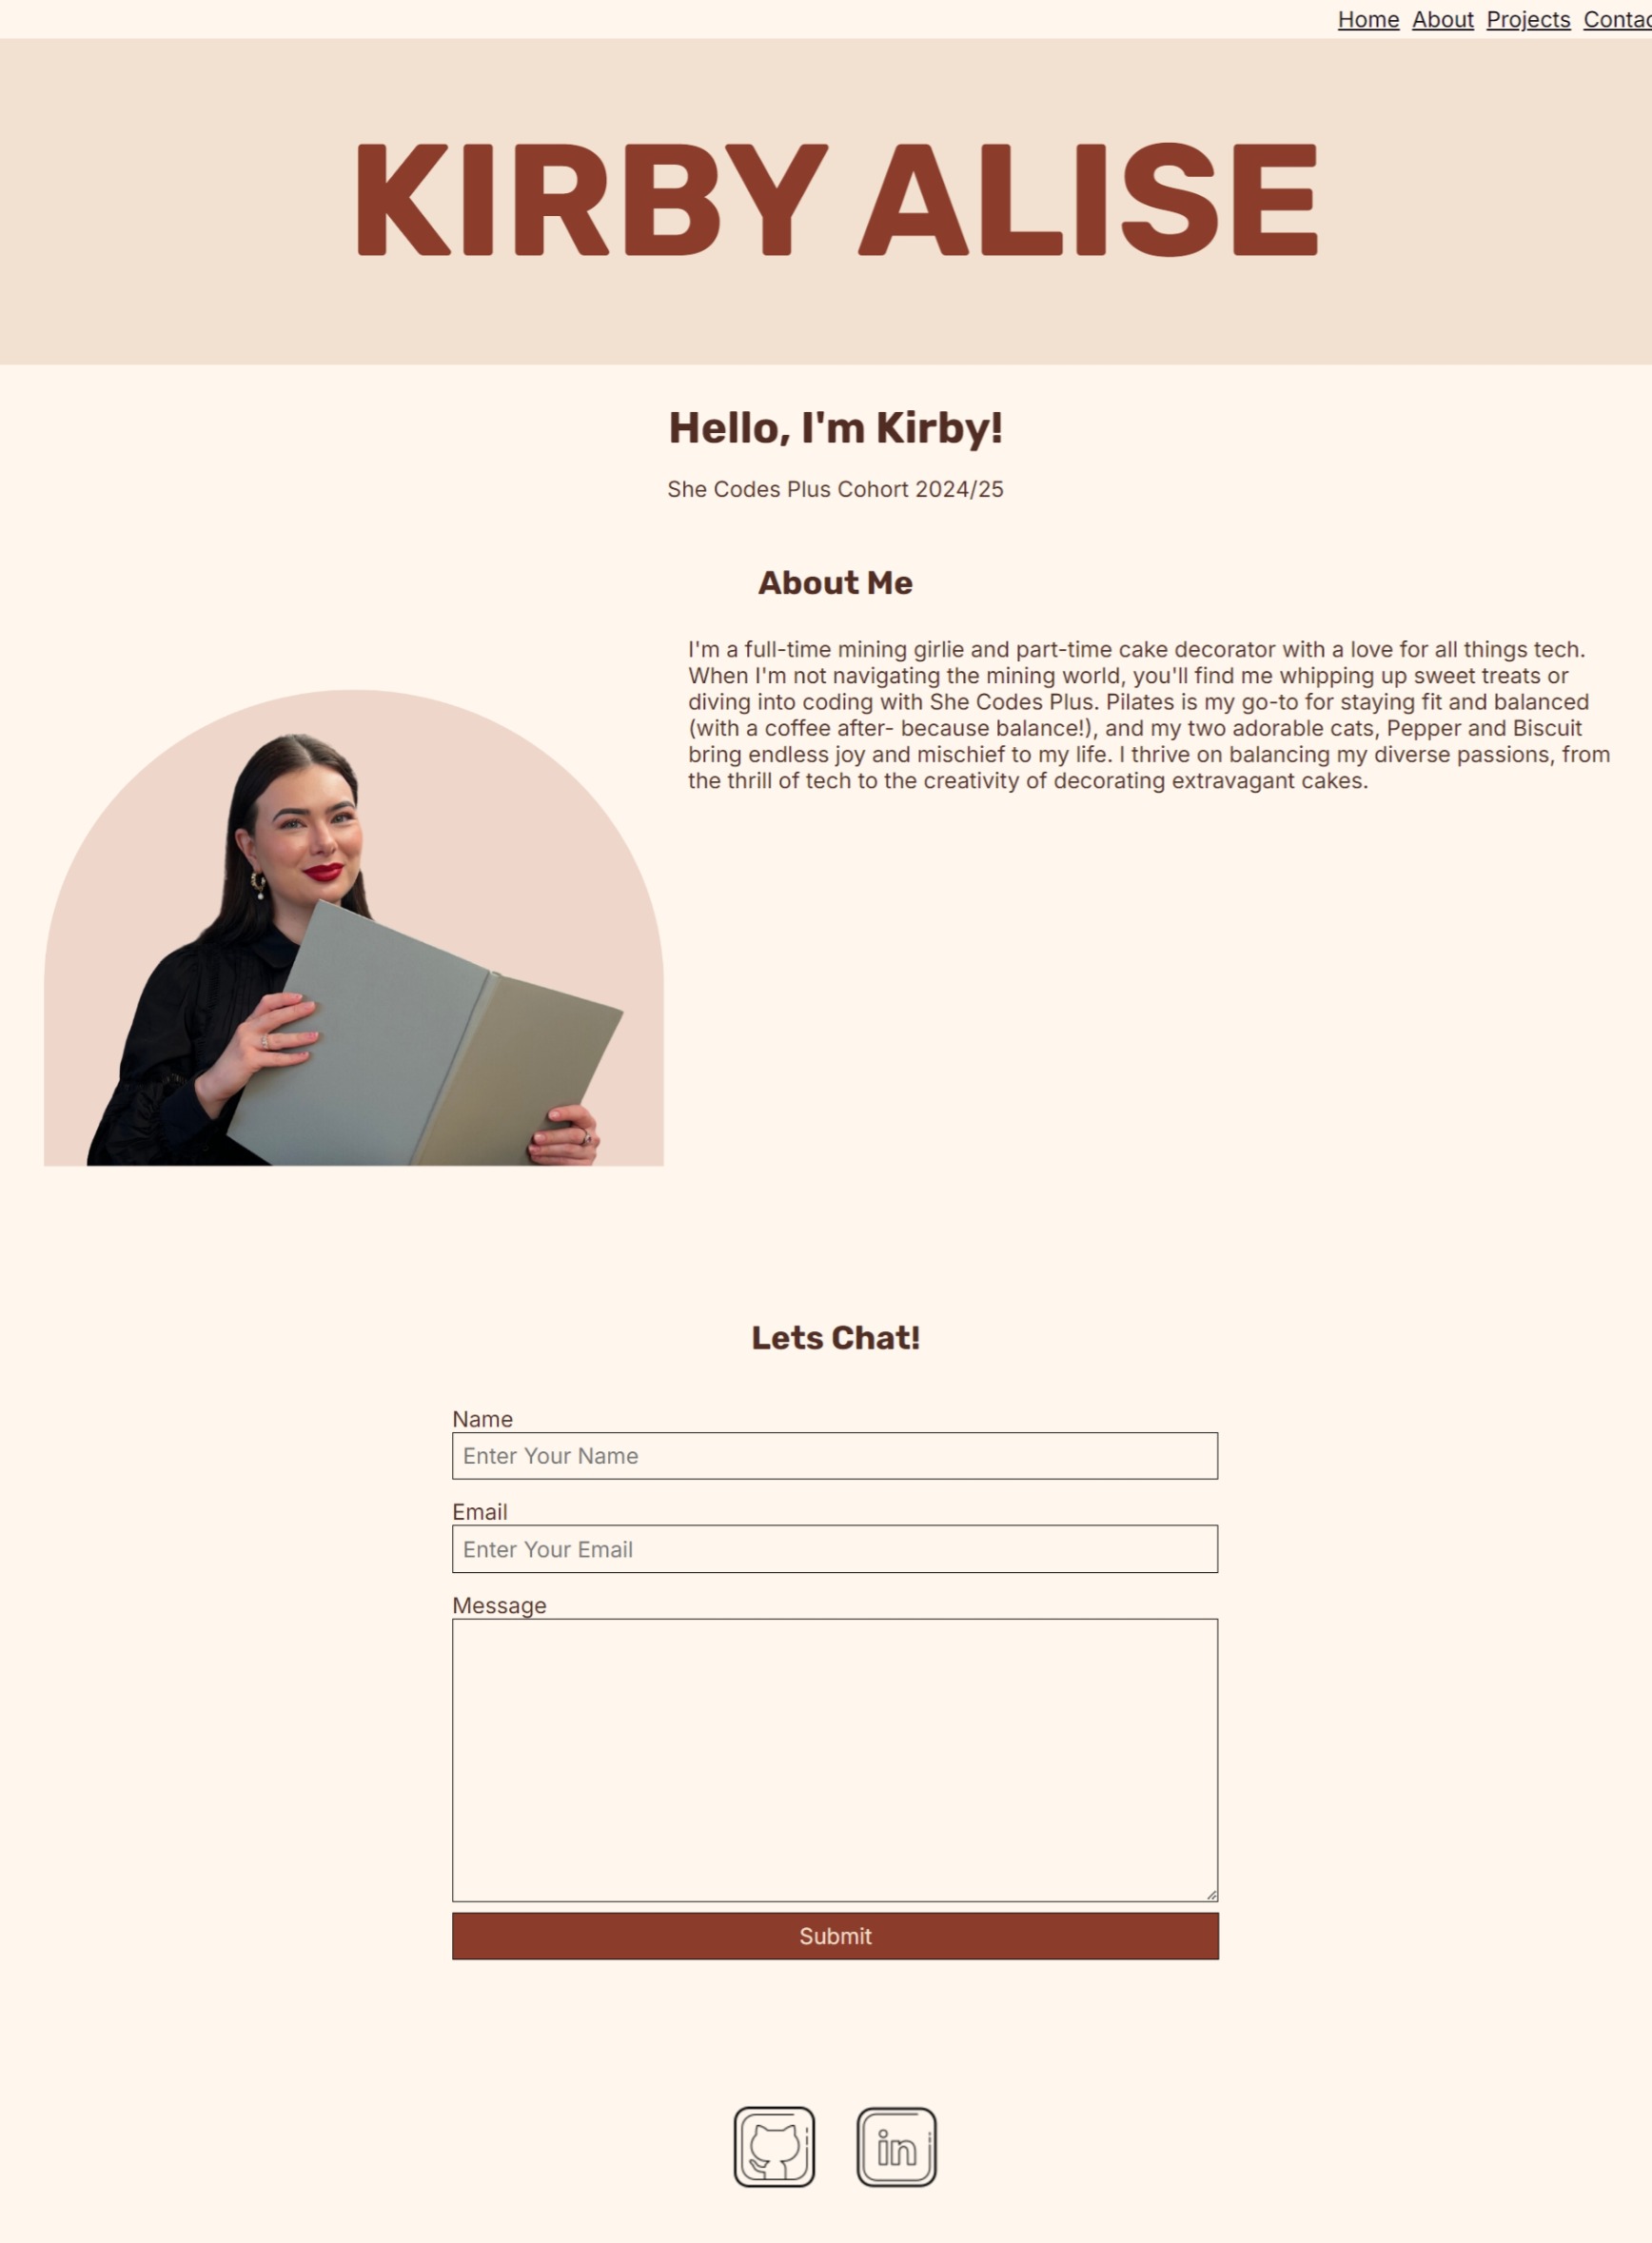 Home About Projects
KIRBY ALISE
Hello, I'm Kirby!
She Codes Plus Cohort 2024/25
About Me
I'm a full-time mining girlie and part-time cake decorator with a love for all things tech.
When I'm not navigating the mining world, you'll find me whipping up sweet treats or
diving into coding with She Codes Plus. Pilates is my go-to for staying fit and balanced
(with a coffee after- because balance!), and my two adorable cats, Pepper and Biscuit
bring endless joy and mischief to my life. I thrive on balancing my diverse passions, from
the thrill of tech to the creativity of decorating extravagant cakes.
Lets Chat!
Name
Enter Your Name
Email
Enter Your Email
Message
Submit
in